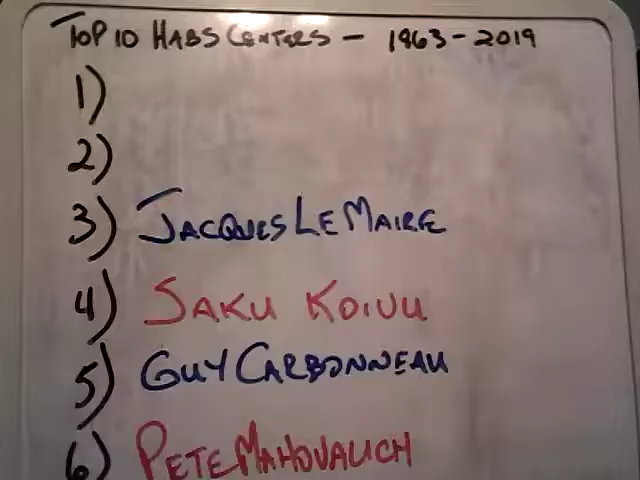 TOP 10 HABS CENTERS - 1963-2019
1)
2)
3) JACQUES LEMAIRE
4) SAKU KOIVU
5) GUY CARBONNEAU
6) PETE MAHOVALICH